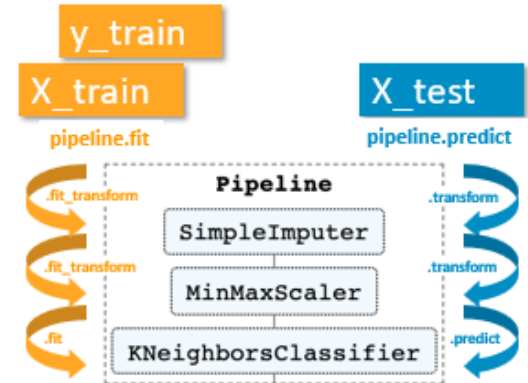 y_train
X_train
X_test
pipeline.fit
pipeline.predict
Pipeline
.fit_transform
.transform
SimpleImputer
.fit_transform
.transform
MinMaxScaler
.fit
.predict
KNeighborsClassifier